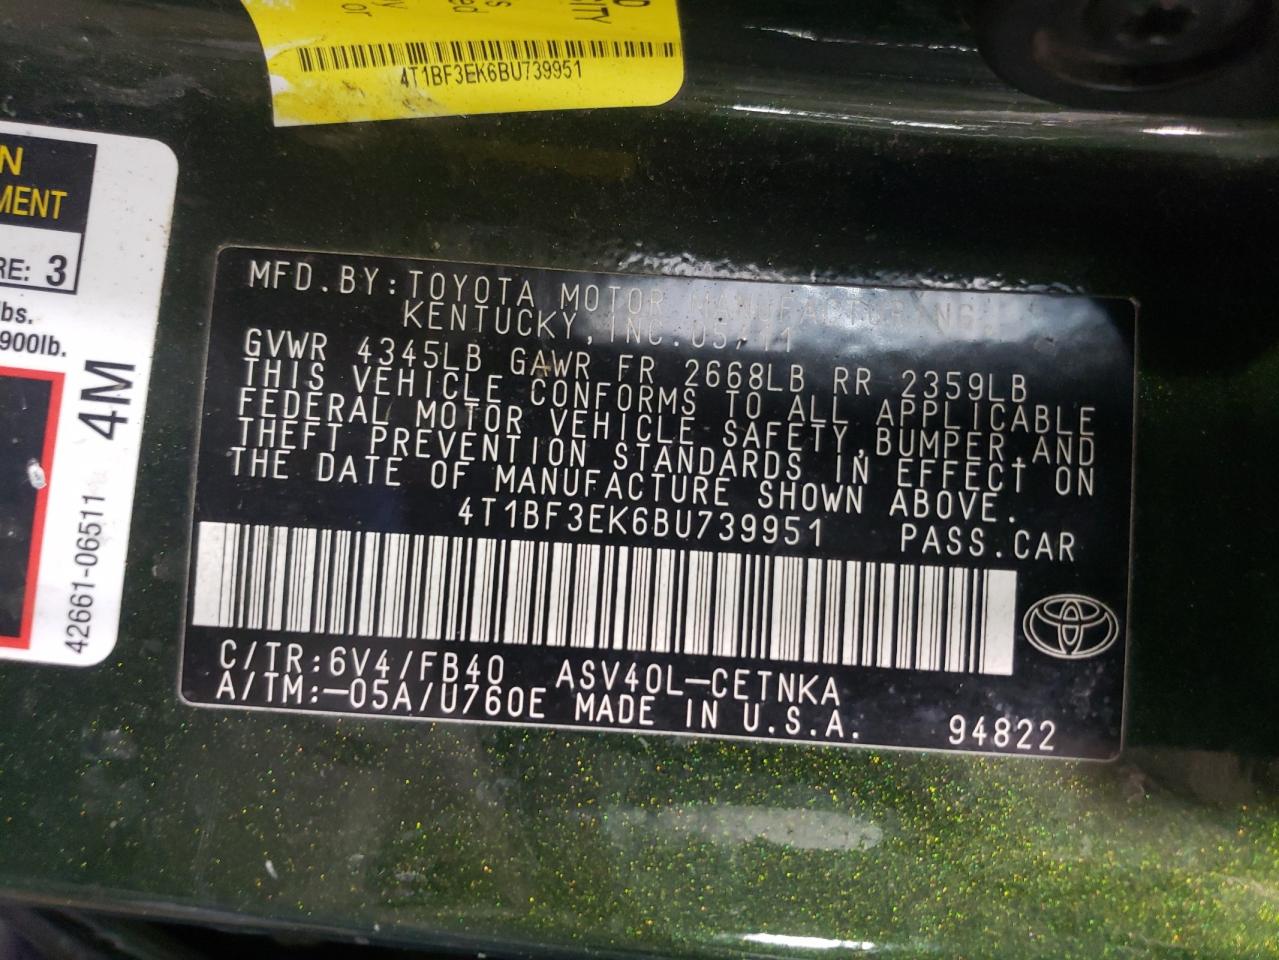 CITY
4T1BF3EK6BU739951
N
MENT
RE: 3
lbs.
900lb.
4M
42661-06511
MFD.BY:TOYOTA MOTOR MANUFACTURING,
KENTUCKY,INC.05/11
GVWR 4345LB GAWR FR 2668LB RR 2359LB
THIS VEHICLE CONFORMS TO ALL APPLICABLE
FEDERAL MOTOR VEHICLE SAFETY,BUMPER,AND
THEFT PREVENTION STANDARDS IN EFFECT ON
THE DATE OF MANUFACTURE SHOWN ABOVE.
4T1BF3EK6BU739951 PASS.CAR
C/TR:6V4/FB40 ASV40L-CETNKA
A/TM:-05A/U760E MADE IN U.S.A. 94822